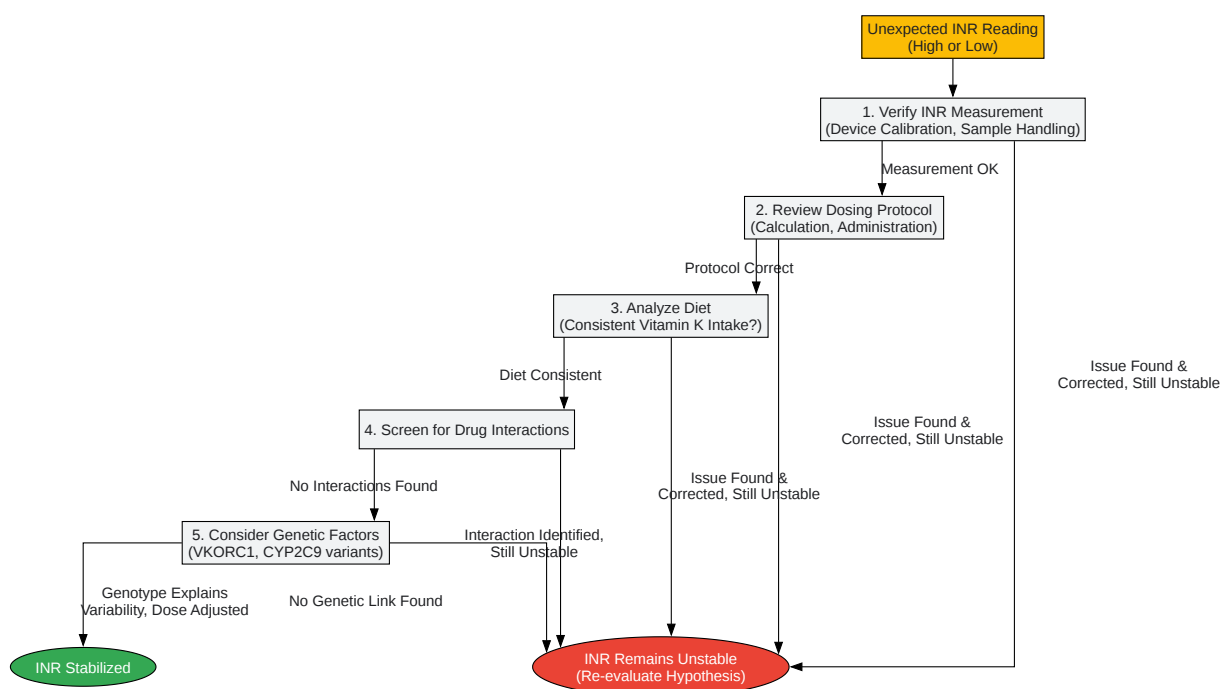 Unexpected INR Reading
(High or Low)
1. Verify INR Measurement
(Device Calibration, Sample Handling)
Measurement OK
2. Review Dosing Protocol
(Calculation, Administration)
Protocol Correct
3. Analyze Diet
(Consistent Vitamin K Intake?)
Issue Found &
Corrected, Still Unstable
Diet Consistent
4. Screen for Drug Interactions
Issue Found &
Corrected, Still Unstable
Issue Found &
Corrected, Still Unstable
No Interactions Found
5. Consider Genetic Factors
(VKORC1, CYP2C9 variants)
Interaction Identified,
Still Unstable
Genotype Explains
Variability, Dose Adjusted
No Genetic Link Found
INR Stabilized
INR Remains Unstable
(Re-evaluate Hypothesis)